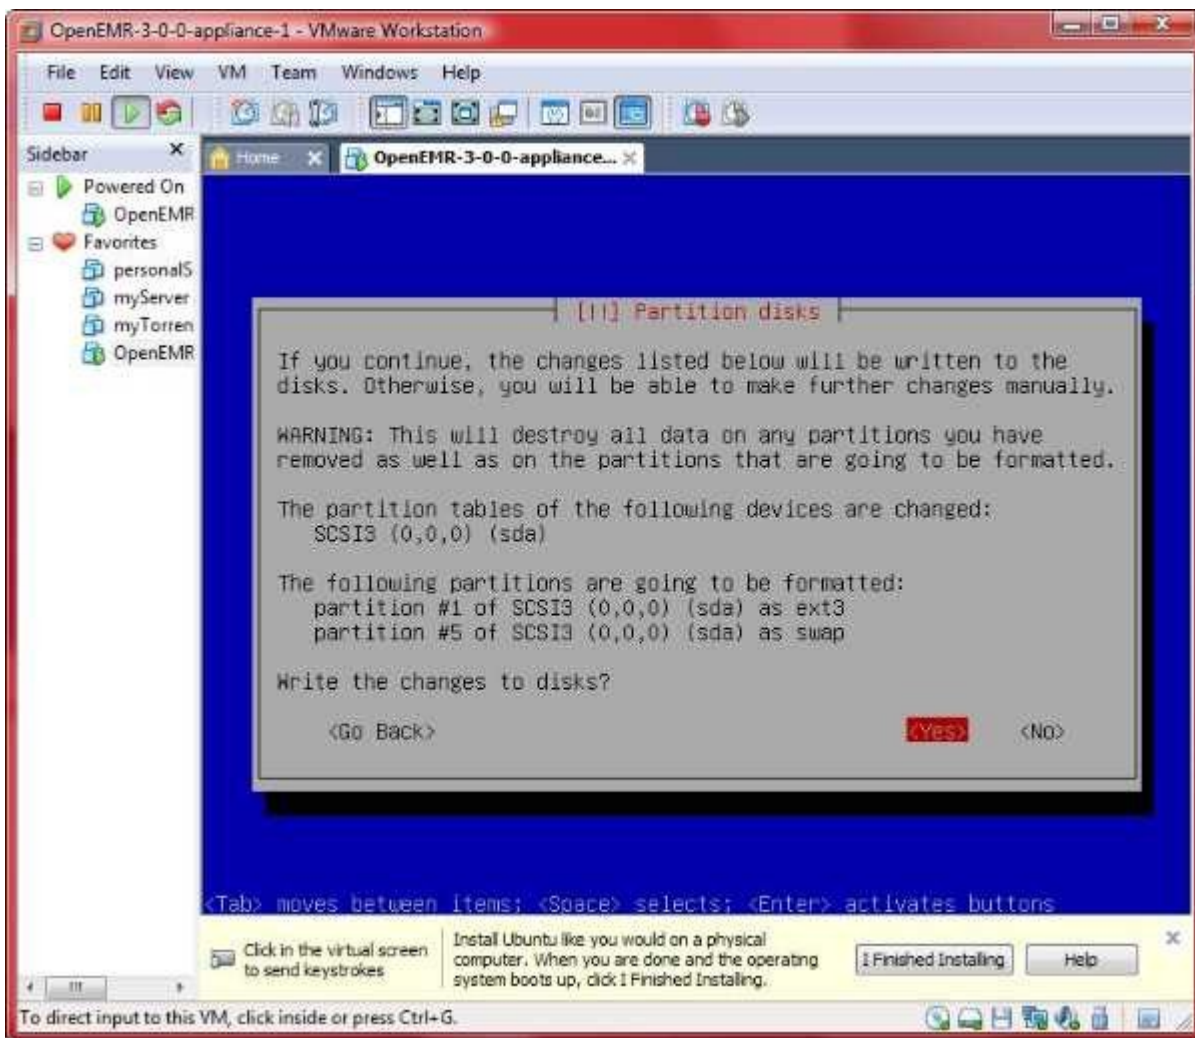 OpenEMR-3-0-0-appliance-1 - VMware Workstation
File Edit View VM Team Windows Help
Sidebar
Home
OpenEMR-3-0-0-appliance...
Powered On
OpenEMR
Favorites
personalS
myServer
myTorren
OpenEMR
[!!] Partition disks
If you continue, the changes listed below will be written to the
disks. Otherwise, you will be able to make further changes manually.
WARNING: This will destroy all data on any partitions you have
removed as well as on the partitions that are going to be formatted.
The partition tables of the following devices are changed:
SCSI3 (0,0,0) (sda)
The following partitions are going to be formatted:
partition #1 of SCSI3 (0,0,0) (sda) as ext3
partition #5 of SCSI3 (0,0,0) (sda) as swap
Write the changes to disks?
<Go Back> <Yes> <No>
<Tab> moves between items; <Space> selects; <Enter> activates buttons
Click in the virtual screen
to send keystrokes
Install Ubuntu like you would on a physical
computer. When you are done and the operating
system boots up, click I Finished Installing.
I Finished Installing
Help
To direct input to this VM, click inside or press Ctrl+G.